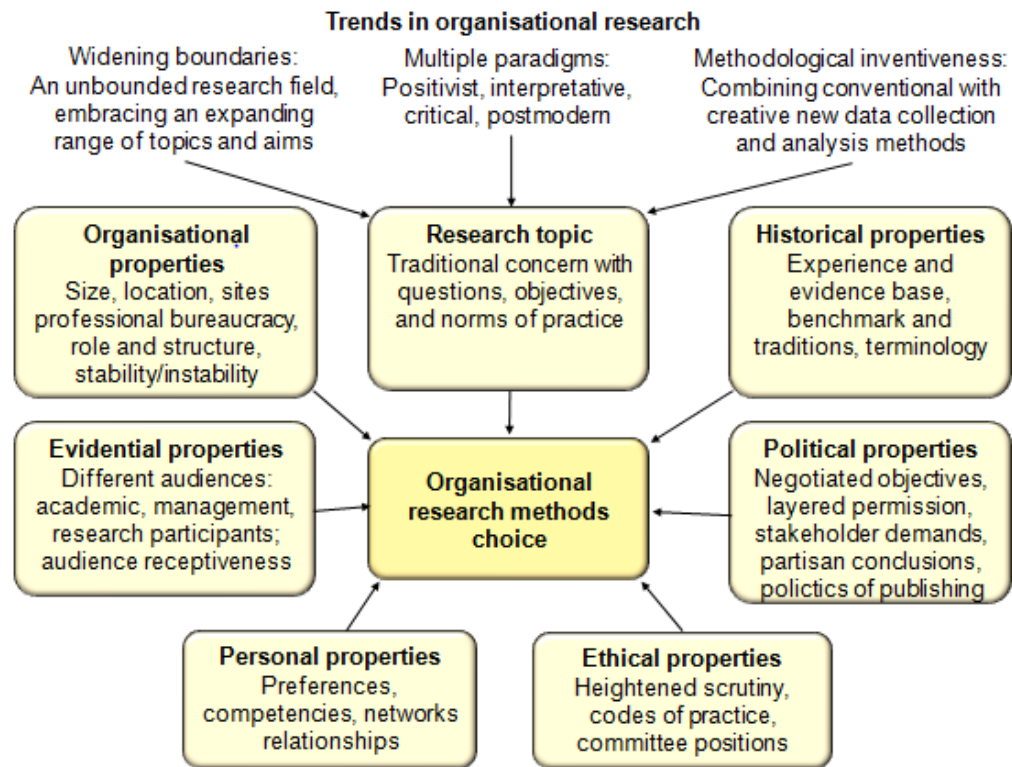 Trends in organisational research
Widening boundaries:
An unbounded research field,
embracing an expanding
range of topics and aims
Multiple paradigms:
Positivist, interpretative,
critical, postmodern
Methodological inventiveness:
Combining conventional with
creative new data collection
and analysis methods
Organisational
properties
Size, location, sites
professional bureaucracy,
role and structure,
stability/instability
Research topic
Traditional concern with
questions, objectives,
and norms of practice
Historical properties
Experience and
evidence base,
benchmark and
traditions, terminology
Evidential properties
Different audiences:
academic, management,
research participants;
audience receptiveness
Organisational
research methods
choice
Political properties
Negotiated objectives,
layered permission,
stakeholder demands,
partisan conclusions,
polictics of publishing
Personal properties
Preferences,
competencies, networks
relationships
Ethical properties
Heightened scrutiny,
codes of practice,
committee positions